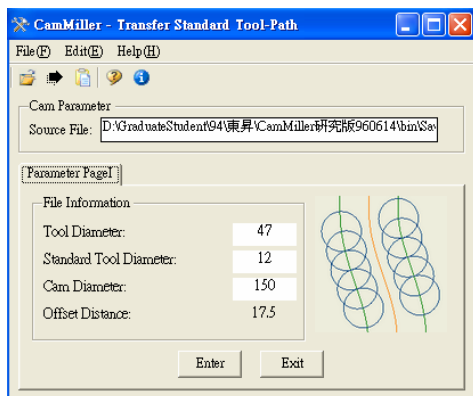 CamMiller - Transfer Standard Tool-Path
File(F) Edit(E) Help(H)
Cam Parameter
Source File: D:\GraduateStudent\94\東昇\CamMiller研究版960614\bin\Sav
Parameter PageI
File Information
Tool Diameter: 47
Standard Tool Diameter: 12
Cam Diameter: 150
Offset Distance: 17.5
Enter Exit